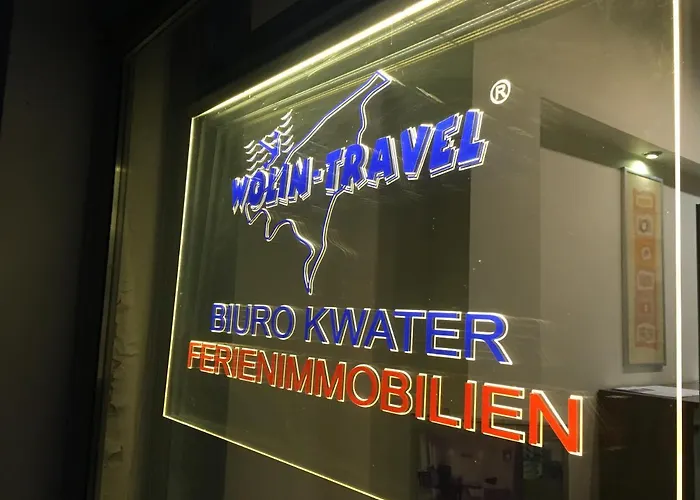 WOLIN-TRAVEL ®
BIURO KWATER
FERIENIMMOBILIEN